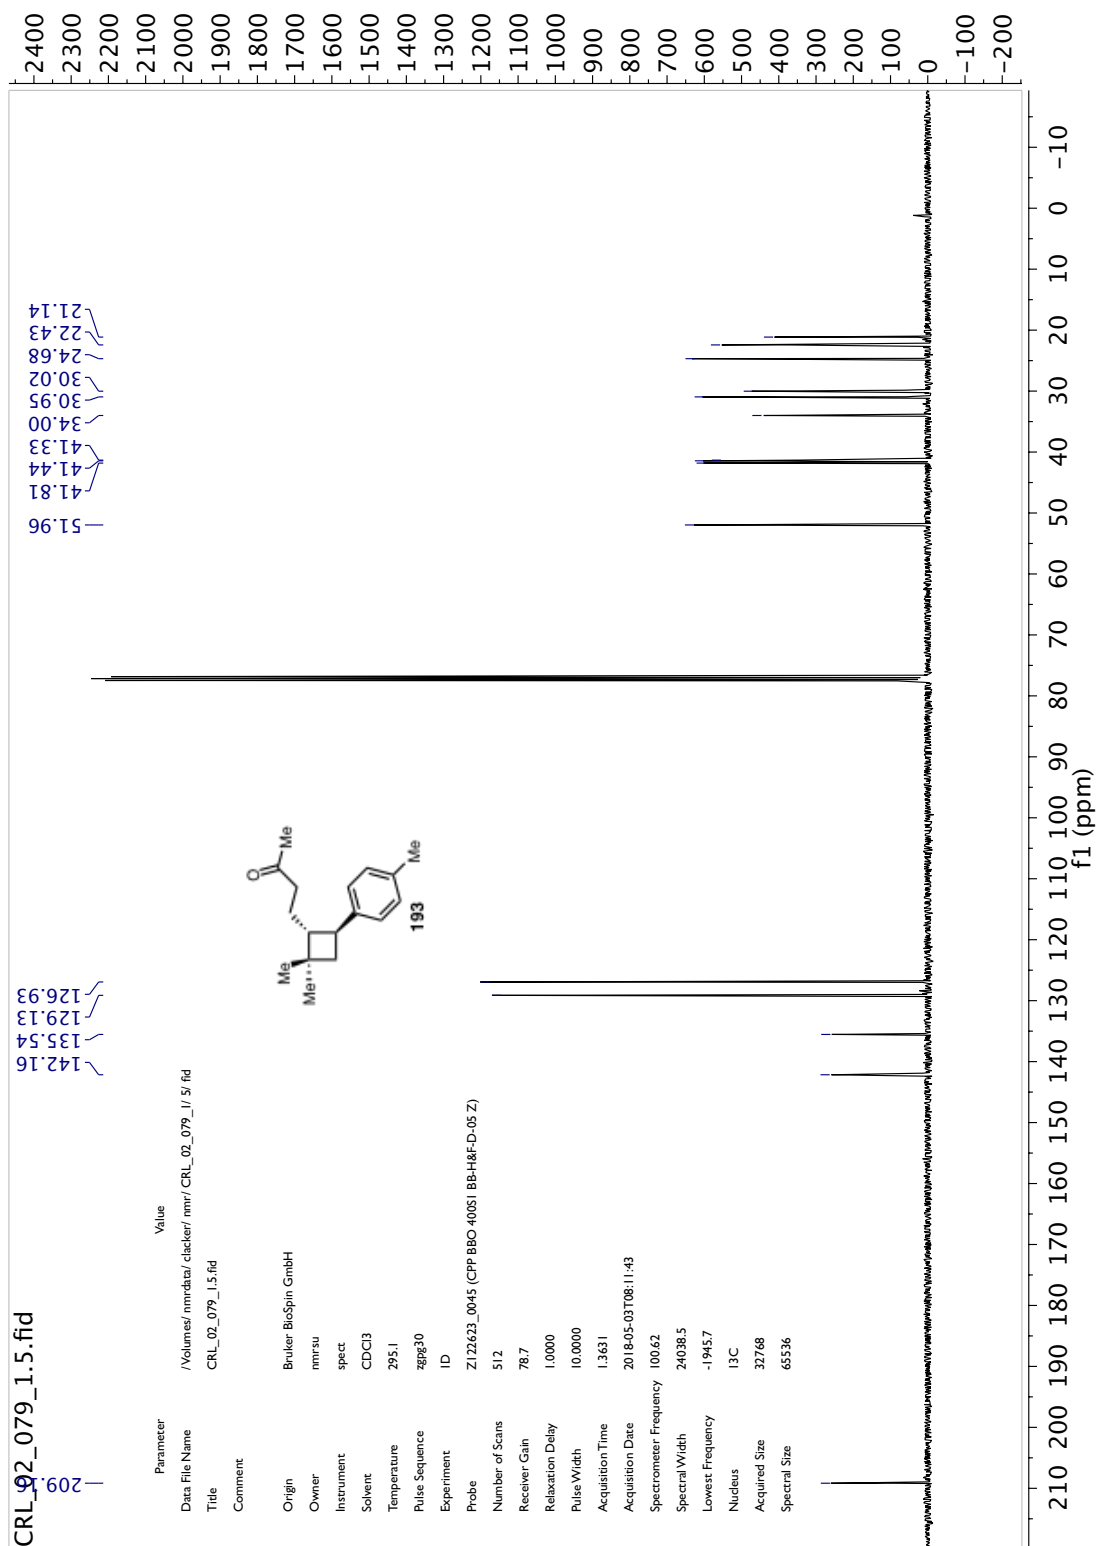 CRL_02_079_1.5.fid
Parameter Value
Data File Name / Volumes/ nmrdata/ clacker/ nmr/ CRL_02_079_1/ 5/ fid
Title CRL_02_079_1.5.fid
Comment
Origin Bruker BioSpin GmbH
Owner nmrsu
Instrument spect
Solvent CDCl3
Temperature 295.1
Pulse Sequence zgpg30
Experiment 1D
Probe Z122623_0045 (CPP BBO 400S1 BB-H&F-D-05 Z)
Number of Scans 512
Receiver Gain 78.7
Relaxation Delay 1.0000
Pulse Width 10.0000
Acquisition Time 1.3631
Acquisition Date 2018-05-03T08:11:43
Spectrometer Frequency 100.62
Spectral Width 24038.5
Lowest Frequency -1945.7
Nucleus 13C
Acquired Size 32768
Spectral Size 65536
209.16
142.16
135.54
129.13
126.93
51.96
41.81
41.44
41.33
34.00
30.95
30.02
24.68
22.43
21.14
O
Me
Me
Me
Me
193
2400
2300
2200
2100
2000
1900
1800
1700
1600
1500
1400
1300
1200
1100
1000
900
800
700
600
500
400
300
200
100
0
-100
-200
210 200 190 180 170 160 150 140 130 120 110 100 90 80 70 60 50 40 30 20 10 0 -10
f1 (ppm)